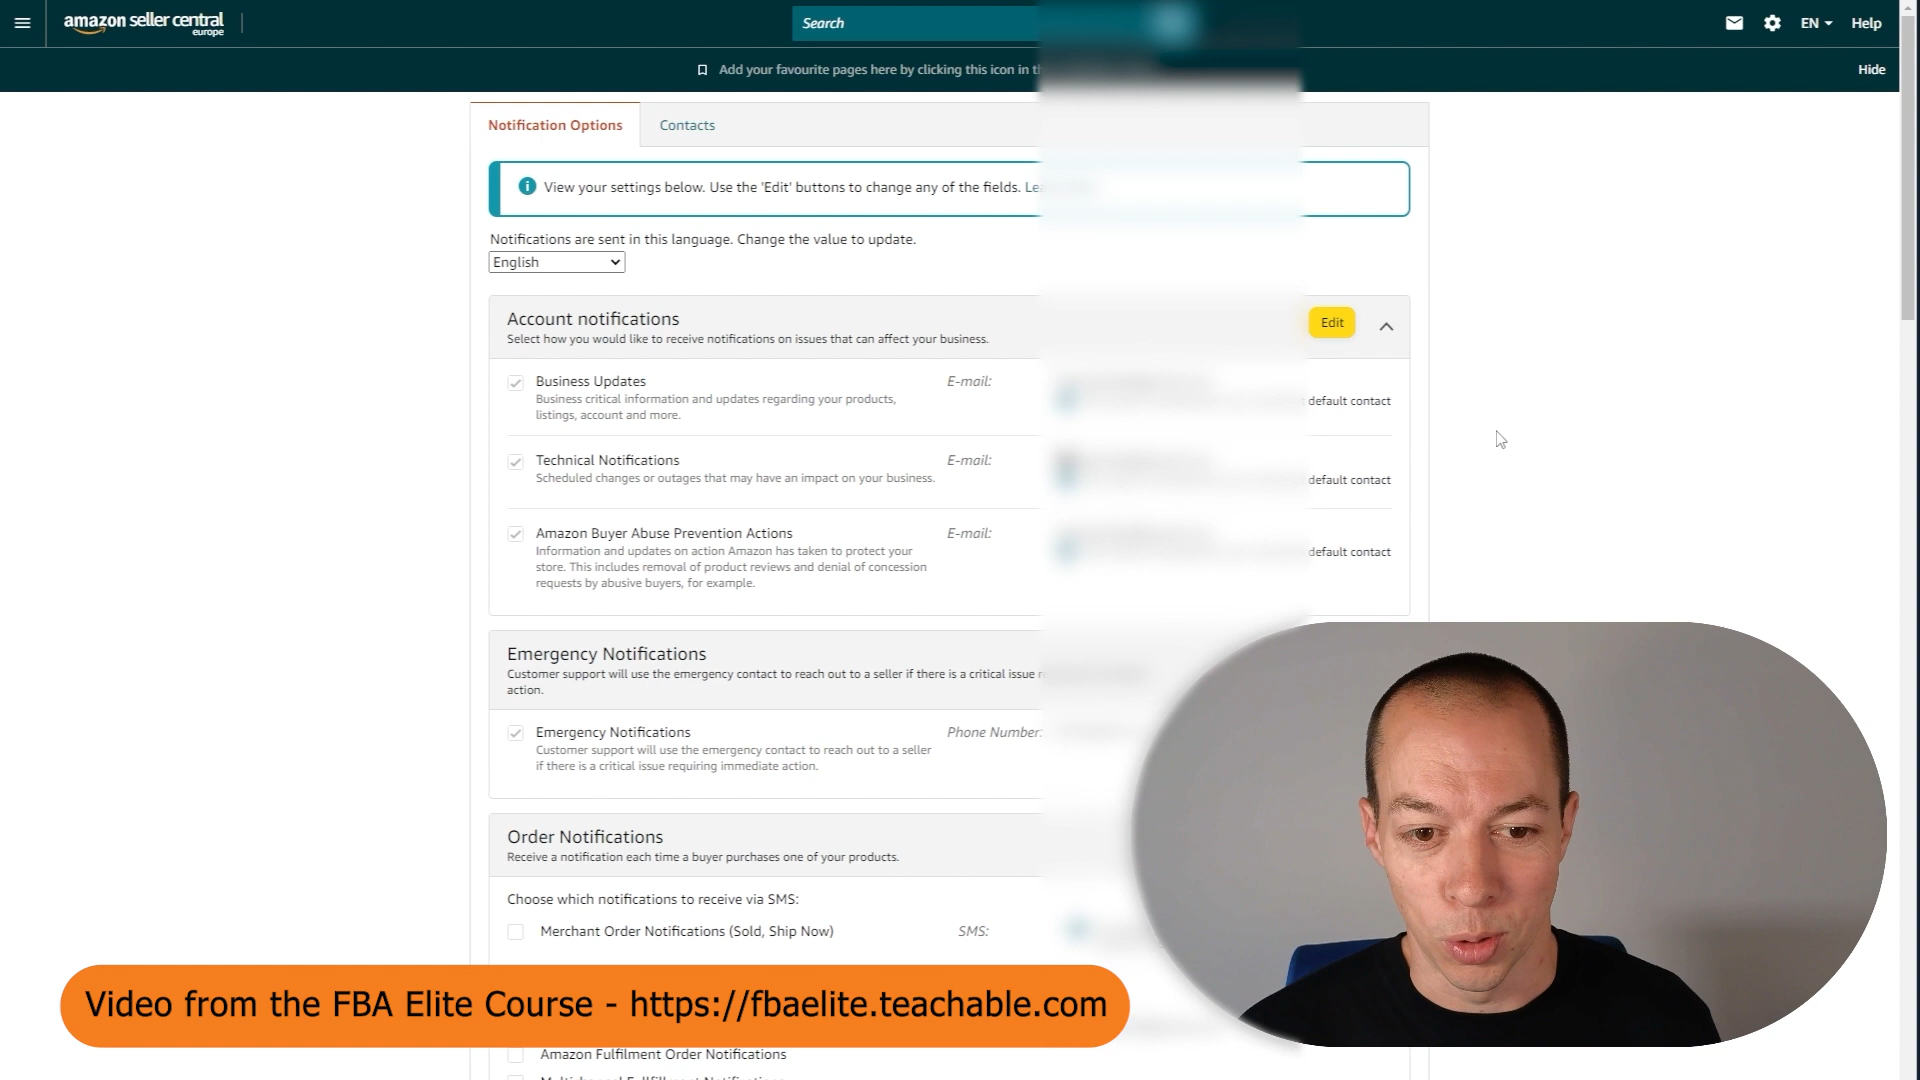 amazon seller central
europe
Search
EN
Help
Add your favourite pages here by clicking this icon in
Hide
Notification Options
Contacts
View your settings below. Use the 'Edit' buttons to change any of the fields.
Notifications are sent in this language. Change the value to update.
English
Account notifications
Select how you would like to receive notifications on issues that can affect your business.
Edit
Business Updates
Business critical information and updates regarding your products,
listings, account and more.
E-mail:
default contact
Technical Notifications
Scheduled changes or outages that may have an impact on your business.
E-mail:
default contact
Amazon Buyer Abuse Prevention Actions
Information and updates on action Amazon has taken to protect your
store. This includes removal of product reviews and denial of concession
requests by abusive buyers, for example.
E-mail:
default contact
Emergency Notifications
Customer support will use the emergency contact to reach out to a seller if there is a critical issue
action.
Emergency Notifications
Customer support will use the emergency contact to reach out to a seller
if there is a critical issue requiring immediate action.
Phone Number:
Order Notifications
Receive a notification each time a buyer purchases one of your products.
Choose which notifications to receive via SMS:
Merchant Order Notifications (Sold, Ship Now)
SMS:
Video from the FBA Elite Course - https://fbaelite.teachable.com
Amazon Fulfilment Order Notifications